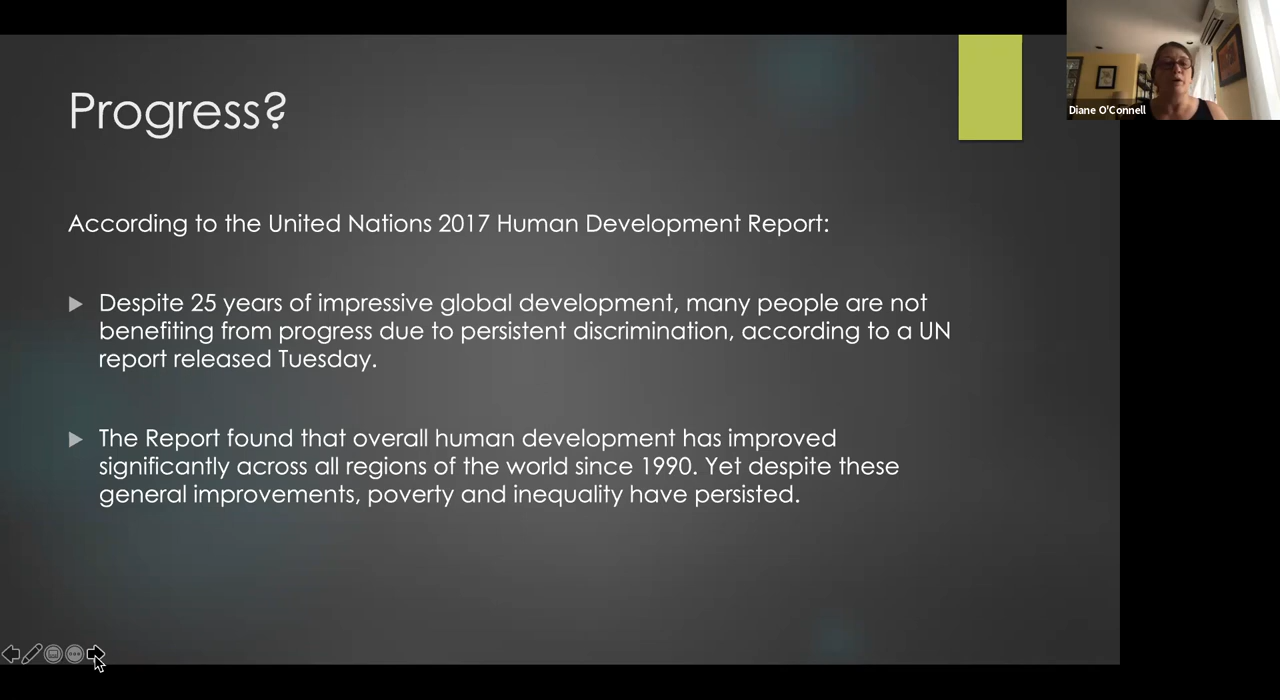 Progress?
Diane O'Connell
According to the United Nations 2017 Human Development Report:
Despite 25 years of impressive global development, many people are not
benefiting from progress due to persistent discrimination, according to a UN
report released Tuesday.
The Report found that overall human development has improved
significantly across all regions of the world since 1990. Yet despite these
general improvements, poverty and inequality have persisted.